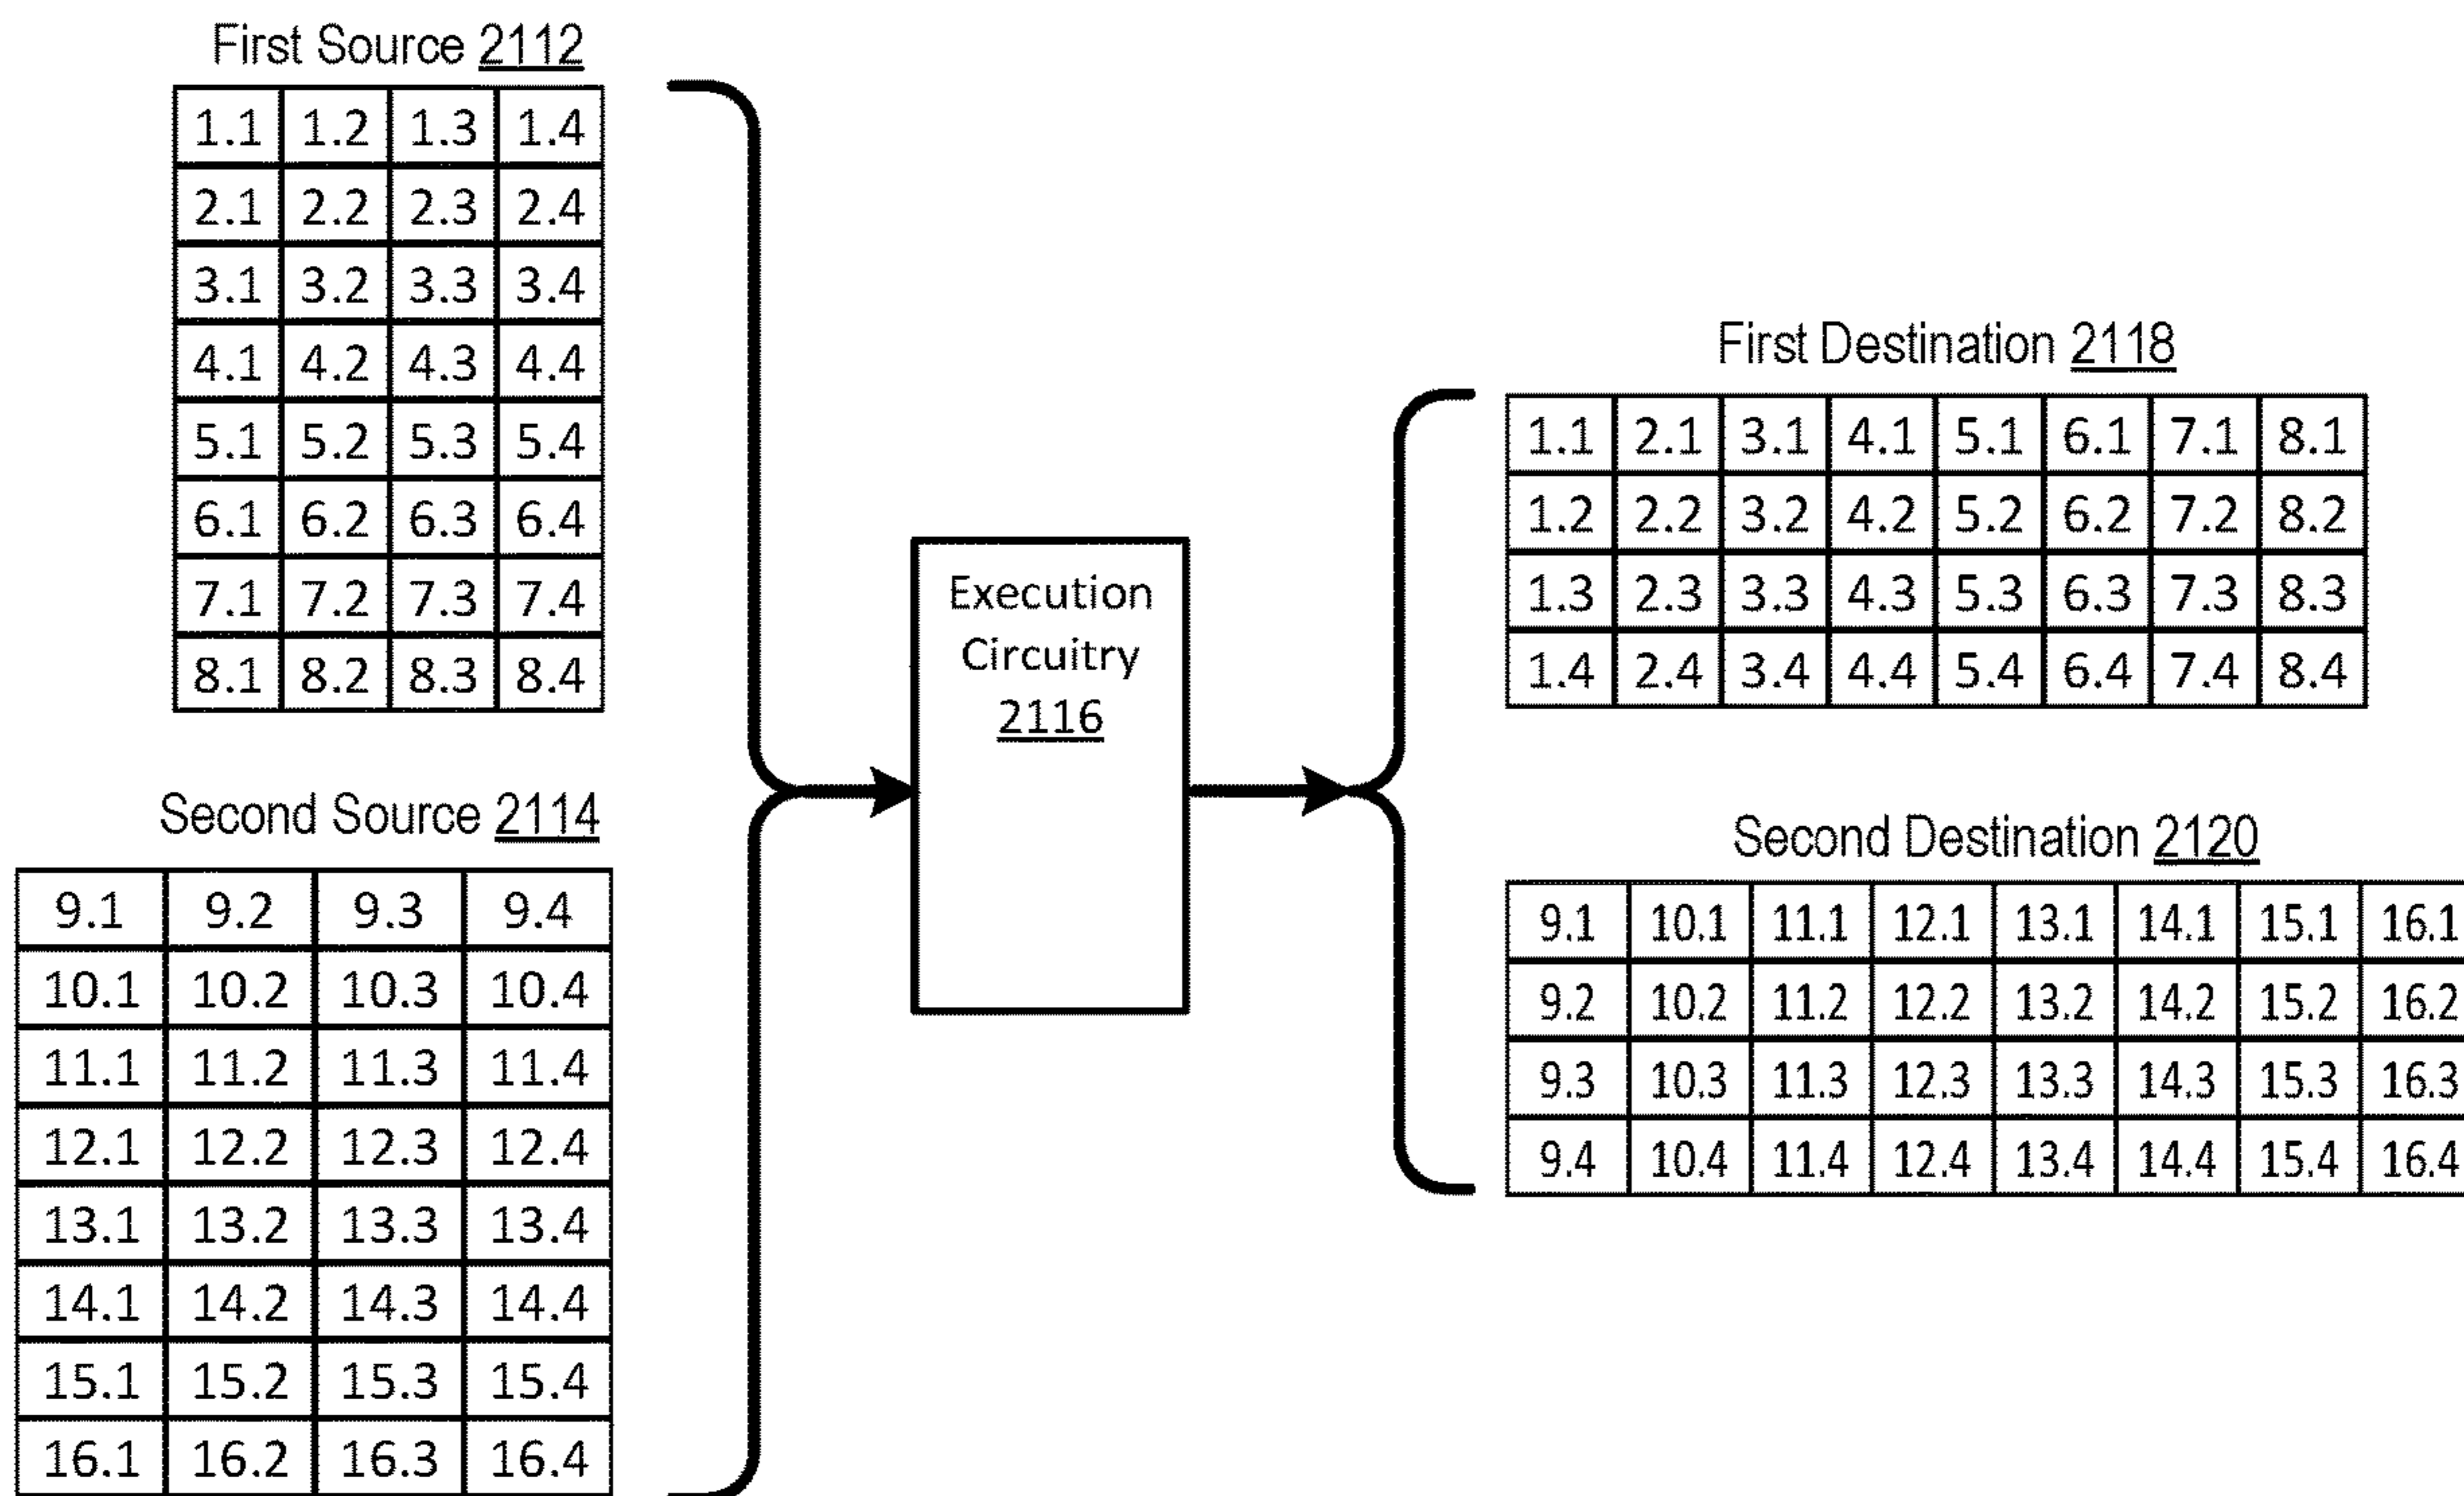 First Source 2112
1.1 1.2 1.3 1.4
2.1 2.2 2.3 2.4
3.1 3.2 3.3 3.4
4.1 4.2 4.3 4.4
5.1 5.2 5.3 5.4
6.1 6.2 6.3 6.4
7.1 7.2 7.3 7.4
8.1 8.2 8.3 8.4
Second Source 2114
9.1 9.2 9.3 9.4
10.1 10.2 10.3 10.4
11.1 11.2 11.3 11.4
12.1 12.2 12.3 12.4
13.1 13.2 13.3 13.4
14.1 14.2 14.3 14.4
15.1 15.2 15.3 15.4
16.1 16.2 16.3 16.4
Execution
Circuitry
2116
First Destination 2118
1.1 2.1 3.1 4.1 5.1 6.1 7.1 8.1
1.2 2.2 3.2 4.2 5.2 6.2 7.2 8.2
1.3 2.3 3.3 4.3 5.3 6.3 7.3 8.3
1.4 2.4 3.4 4.4 5.4 6.4 7.4 8.4
Second Destination 2120
9.1 10.1 11.1 12.1 13.1 14.1 15.1 16.1
9.2 10.2 11.2 12.2 13.2 14.2 15.2 16.2
9.3 10.3 11.3 12.3 13.3 14.3 15.3 16.3
9.4 10.4 11.4 12.4 13.4 14.4 15.4 16.4